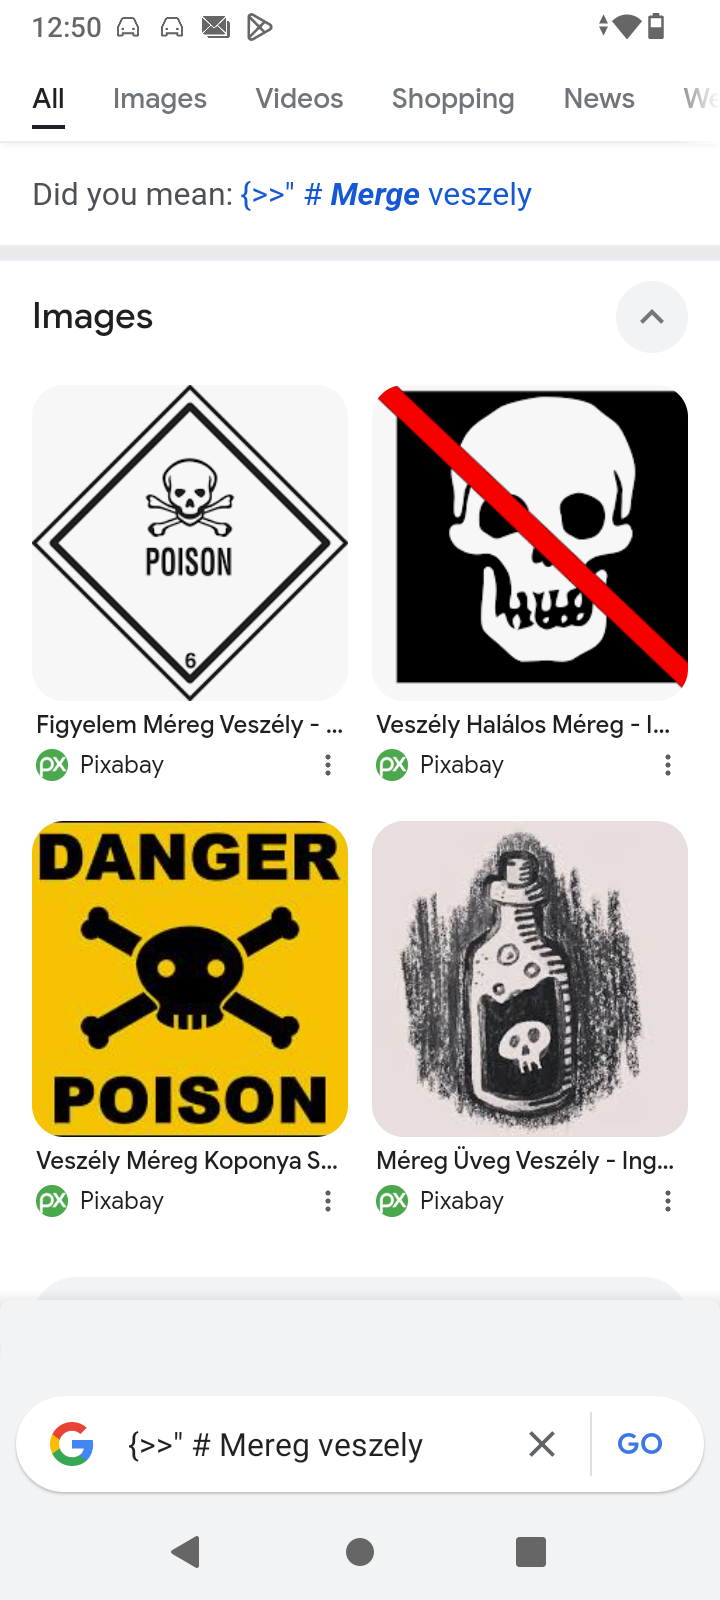 12:50
All Images Videos Shopping News We
Did you mean: {>>" # Merge veszely
Images
POISON
6
Figyelem Méreg Veszély - ...
Veszély Halálos Méreg - I...
Pixabay
Pixabay
DANGER
POISON
Veszély Méreg Koponya S...
Méreg Üveg Veszély - Ing...
Pixabay
Pixabay
{>>" # Mereg veszely
GO